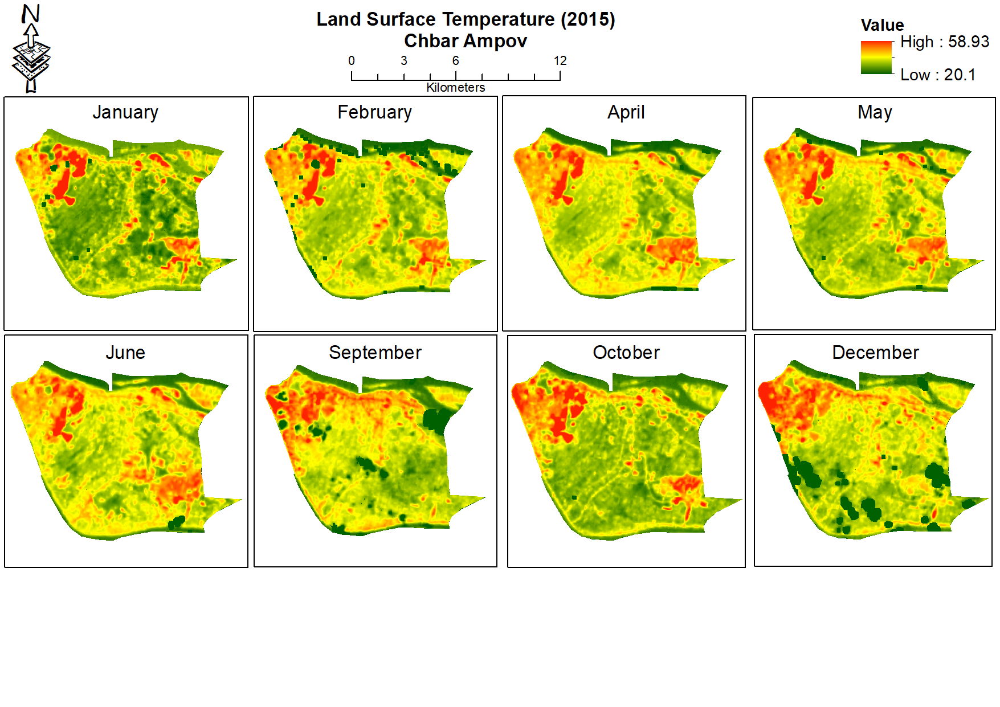 N
Land Surface Temperature (2015)
Chbar Ampov
0 3 6 12
Kilometers
Value
High : 58.93
Low : 20.1
January
February
April
May
June
September
October
December